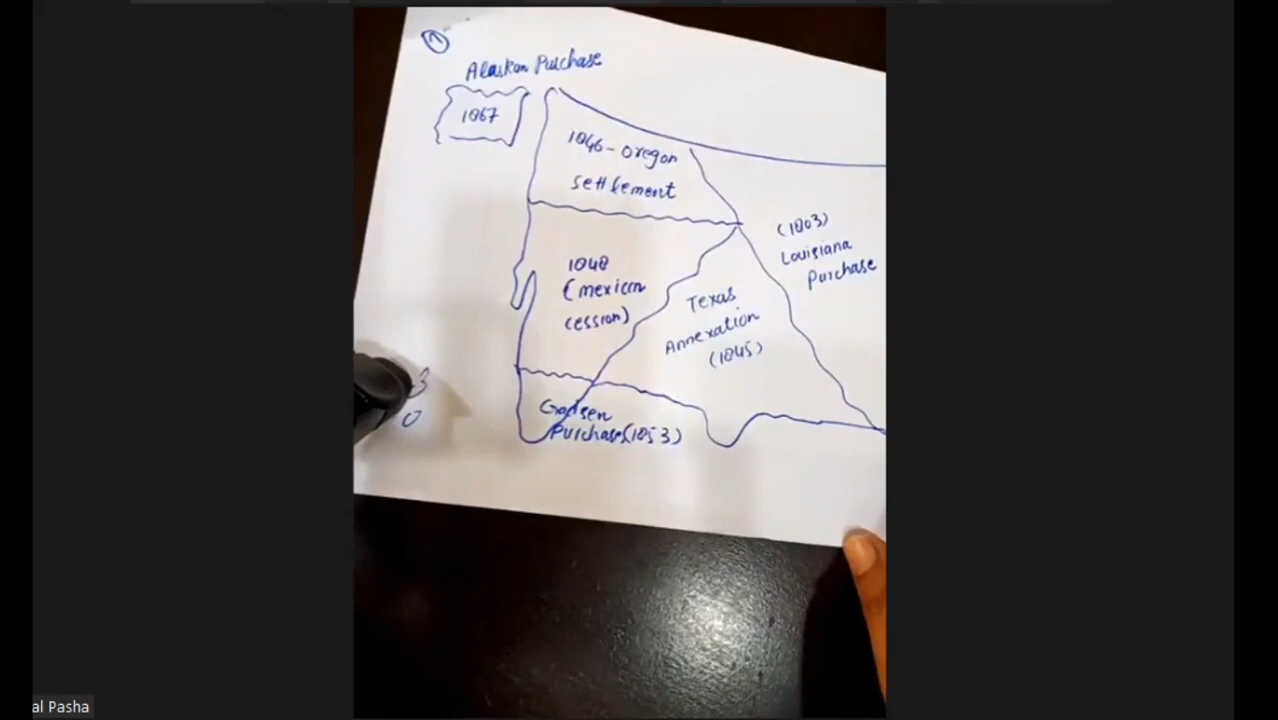 Alaskan Purchase
1867
1846 - Oregon
settlement
(1803)
Louisiana
Purchase
1848
(mexican
cession)
Texas
Annexation
(1845)
Gadsen
Purchase(1853)
al Pasha